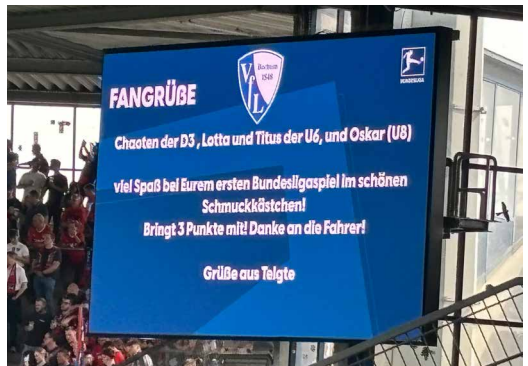 Bochum
1848
VfL
BUNDESLIGA
FANGRÜßE
Chaoten der D3 , Lotta und Titus der U6, und Oskar (U8)
viel Spaß bei Eurem ersten Bundesligaspiel im schönen
Schmuckkästchen!
Bringt 3 Punkte mit! Danke an die Fahrer!
Grüße aus Telgte